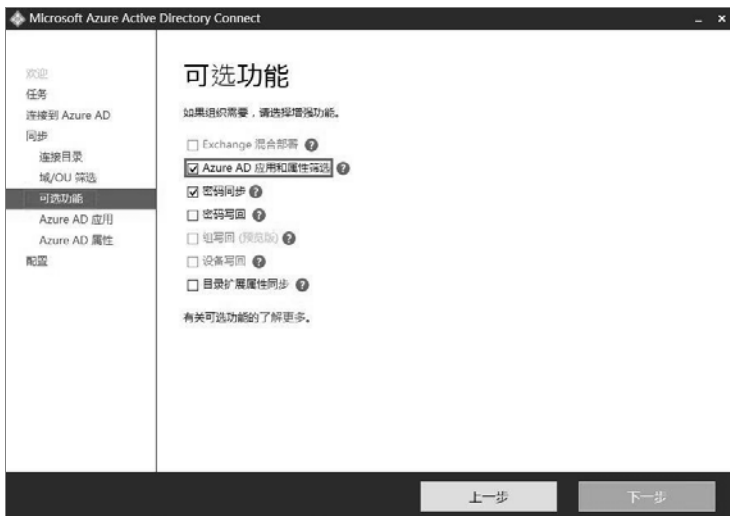 Microsoft Azure Active Directory Connect
欢迎
任务
连接到 Azure AD
同步
连接目录
域/OU 筛选
可选功能
Azure AD 应用
Azure AD 属性
配置
可选功能
如果组织需要，请选择增强功能。
Exchange 混合部署
Azure AD 应用和属性筛选
密码同步
密码写回
组写回 (预览版)
设备写回
目录扩展属性同步
有关可选功能的了解更多。
上一步
下一步